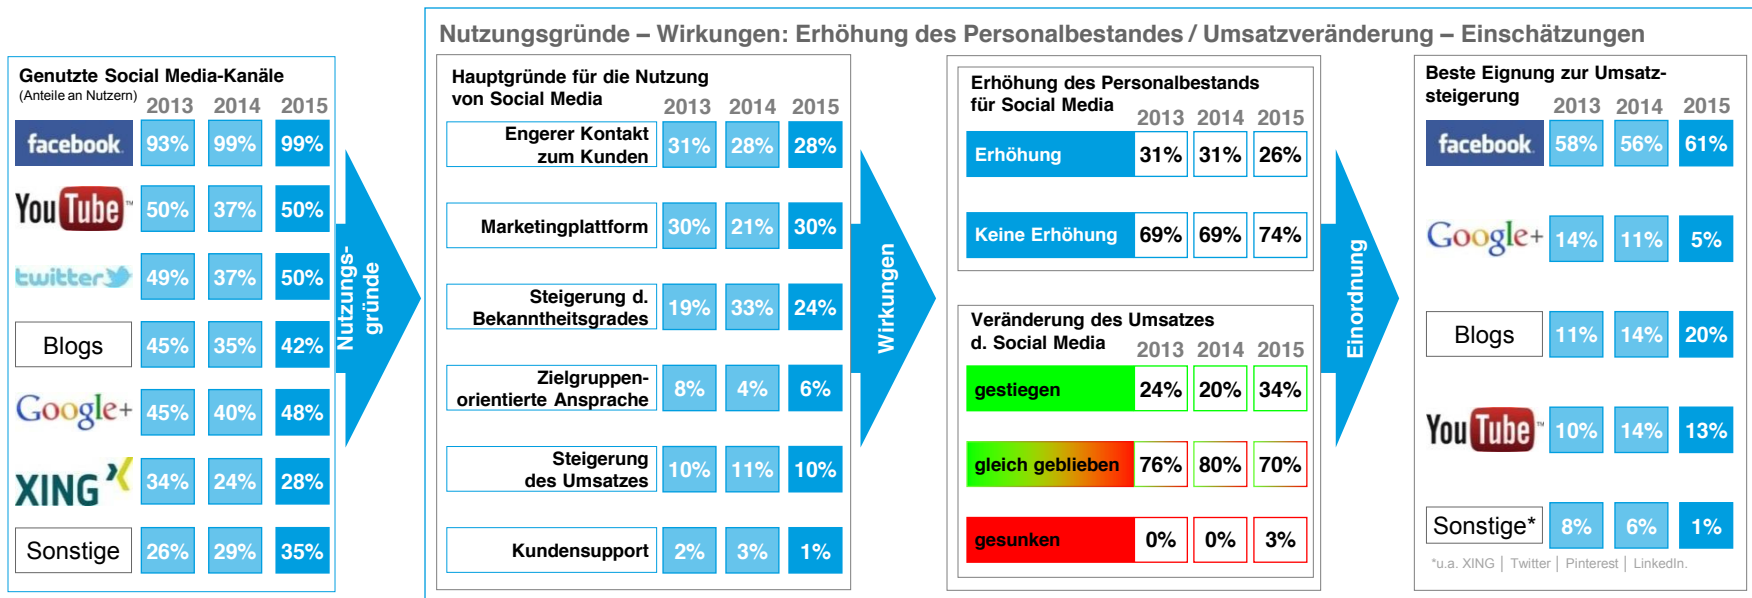 Nutzungsgründe – Wirkungen: Erhöhung des Personalbestandes / Umsatzveränderung – Einschätzungen
Genutzte Social Media-Kanäle
(Anteile an Nutzern) 2013 2014 2015
facebook. 93% 99% 99%
YouTube™ 50% 37% 50%
twitter 49% 37% 50%
Blogs 45% 35% 42%
Google+ 45% 40% 48%
XING 34% 24% 28%
Sonstige 26% 29% 35%
Nutzungs-
gründe
Hauptgründe für die Nutzung
von Social Media
2013 2014 2015
Engerer Kontakt
zum Kunden
31% 28% 28%
Marketingplattform 30% 21% 30%
Steigerung d.
Bekanntheitsgrades
19% 33% 24%
Zielgruppen-
orientierte Ansprache
8% 4% 6%
Steigerung
des Umsatzes
10% 11% 10%
Kundensupport 2% 3% 1%
Wirkungen
Erhöhung des Personalbestands
für Social Media
2013 2014 2015
Erhöhung 31% 31% 26%
Keine Erhöhung 69% 69% 74%
Veränderung des Umsatzes
d. Social Media
2013 2014 2015
gestiegen 24% 20% 34%
gleich geblieben 76% 80% 70%
gesunken 0% 0% 3%
Einordnung
Beste Eignung zur Umsatz-
steigerung
2013 2014 2015
facebook. 58% 56% 61%
Google+ 14% 11% 5%
Blogs 11% 14% 20%
YouTube™ 10% 14% 13%
Sonstige* 8% 6% 1%
*u.a. XING | Twitter | Pinterest | LinkedIn.